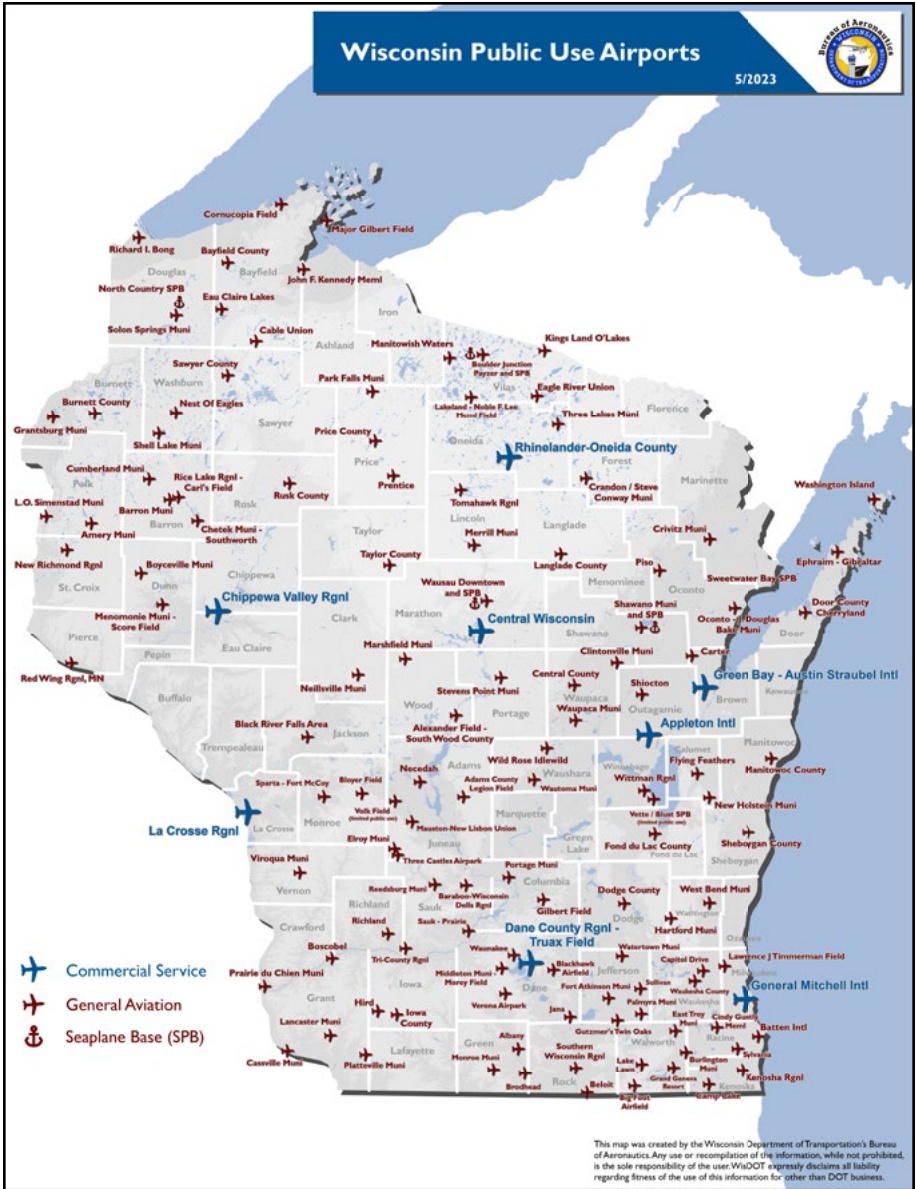 Wisconsin Public Use Airports
5/2023
Bureau of Aeronautics
WISCONSIN
Cornucopia Field
Major Gilbert Field
Richard I. Bong
Bayfield County
Douglas
Bayfield
John F. Kennedy Meml
North Country SPB
Eau Claire Lakes
Iron
Solon Springs Muni
Cable Union
Ashland
Manitowish Waters
Kings Land O'Lakes
Boulder Junction
Payzer and SPB
Sawyer County
Vilas
Burnett
Washburn
Park Falls Muni
Eagle River Union
Burnett County
Nest Of Eagles
Lakeland - Noble F. Lee
Meml Field
Florence
Grantsburg Muni
Sawyer
Three Lakes Muni
Shell Lake Muni
Price County
Oneida
Rhinelander-Oneida County
Price
Forest
Cumberland Muni
Rice Lake Rgnl -
Carl's Field
Rusk County
Prentice
Crandon / Steve
Conway Muni
Marinette
Washington Island
Polk
L.O. Simenstad Muni
Barron Muni
Rusk
Tomahawk Rgnl
Amery Muni
Barron
Chetek Muni -
Southworth
Lincoln
Taylor
Langlade
Merrill Muni
Crivitz Muni
New Richmond Rgnl
Taylor County
Langlade County
Ephraim - Gibraltar
Boyceville Muni
Chippewa
Piso
St. Croix
Dunn
Menominee
Oconto
Sweetwater Bay SPB
Wausau Downtown
and SPB
Chippewa Valley Rgnl
Menomonie Muni -
Score Field
Clark
Marathon
Central Wisconsin
Shawano Muni
and SPB
Oconto - J. Douglas
Bake Muni
Door County
Cherryland
Pierce
Shawano
Door
Eau Claire
Pepin
Marshfield Muni
Clintonville Muni
Carter
Red Wing Rgnl, MN
Neillsville Muni
Stevens Point Muni
Central County
Shiocton
Green Bay - Austin Straubel Intl
Buffalo
Wood
Waupaca
Brown
Kewaunee
Portage
Waupaca Muni
Outagamie
Black River Falls Area
Jackson
Alexander Field -
South Wood County
Appleton Intl
Trempealeau
Manitowoc
Wild Rose Idlewild
Calumet
Flying Feathers
Manitowoc County
Necedah
Adams
Winnebago
Sparta - Fort McCoy
Bloyer Field
Adams County
Legion Field
Waushara
Wittman Rgnl
Wautoma Muni
Volk Field
(limited public use)
Vette / Blust SPB
(limited public use)
New Holstein Muni
La Crosse Rgnl
La Crosse
Monroe
Marquette
Mauston-New Lisbon Union
Green
Lake
Fond du Lac County
Fond du Lac
Sheboygan County
Elroy Muni
Juneau
Three Castles Airpark
Sheboygan
Viroqua Muni
Portage Muni
Vernon
Reedsburg Muni
Columbia
Dodge County
West Bend Muni
Richland
Sauk
Baraboo-Wisconsin
Dells Rgnl
Gilbert Field
Dodge
Washington
Crawford
Richland
Sauk - Prairie
Dane County Rgnl -
Truax Field
Hartford Muni
Ozaukee
Boscobel
Waunakee
Watertown Muni
Capitol Drive
Lawrence J Timmerman Field
Commercial Service
Prairie du Chien Muni
Tri-County Rgnl
Middleton Muni -
Morey Field
Blackhawk
Airfield
Jefferson
Sullivan
Waukesha County
Milwaukee
Iowa
Dane
Fort Atkinson Muni
Waukesha
General Mitchell Intl
General Aviation
Grant
Verona Airpark
Palmyra Muni
Hird
Iowa
County
Jana
East Troy
Muni
Cindy Guntly
Meml
Batten Intl
Seaplane Base (SPB)
Lancaster Muni
Albany
Gutzmer's Twin Oaks
Racine
Green
Southern
Wisconsin Rgnl
Walworth
Lafayette
Monroe Muni
Lake
Lawn
Burlington
Muni
Sylvania
Cassville Muni
Platteville Muni
Rock
Grand Geneva
Resort
Kenosha Rgnl
Brodhead
Beloit
Big Foot
Airfield
Camp Lake
Kenosha
This map was created by the Wisconsin Department of Transportation's Bureau
of Aeronautics. Any use or recompilation of the information, while not prohibited,
is the sole responsibility of the user. WisDOT expressly disclaims all liability
regarding fitness of the use of this information for other than DOT business.